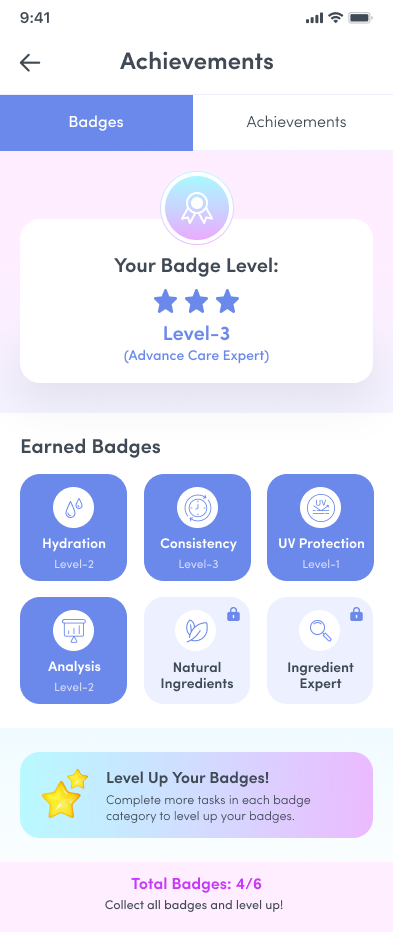 9:41
Achievements
Badges
Achievements
Your Badge Level:
Level-3
(Advance Care Expert)
Earned Badges
Hydration
Level-2
Consistency
Level-3
UV
UV Protection
Level-1
Analysis
Level-2
Natural
Ingredients
Ingredient
Expert
Level Up Your Badges!
Complete more tasks in each badge
category to level up your badges.
Total Badges: 4/6
Collect all badges and level up!